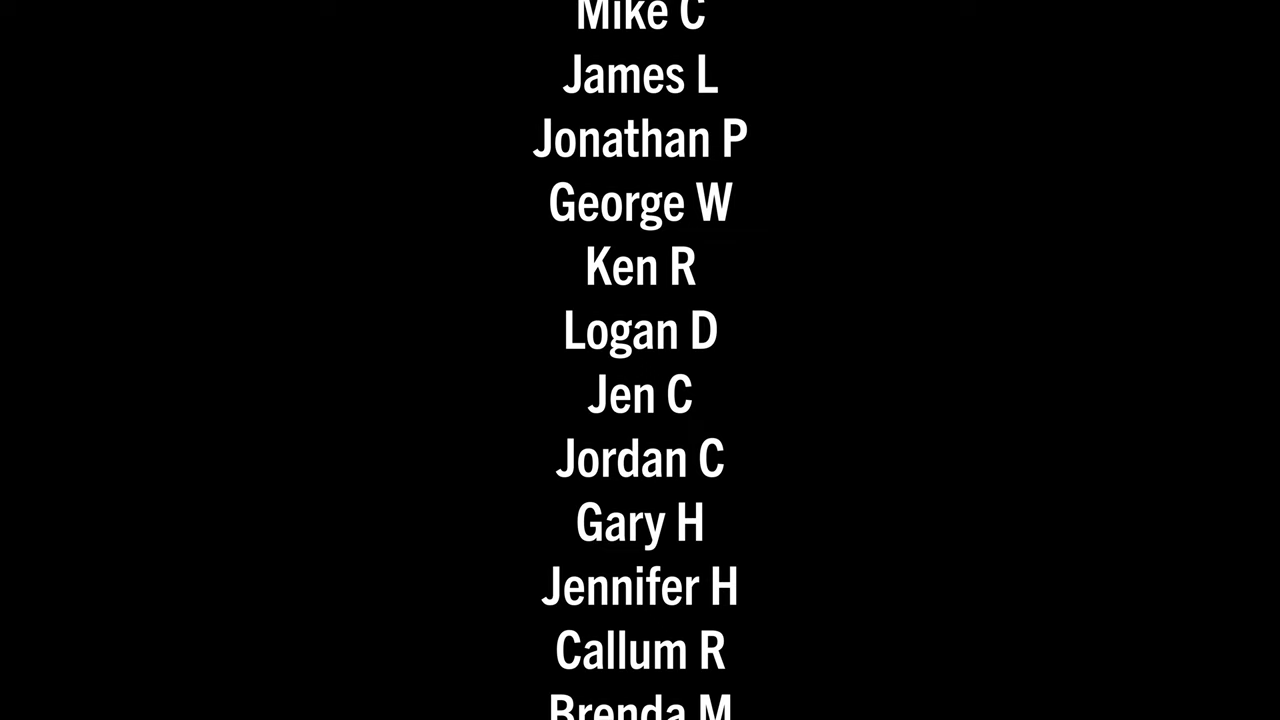 Mike C
James L
Jonathan P
George W
Ken R
Logan D
Jen C
Jordan C
Gary H
Jennifer H
Callum R
Brenda M